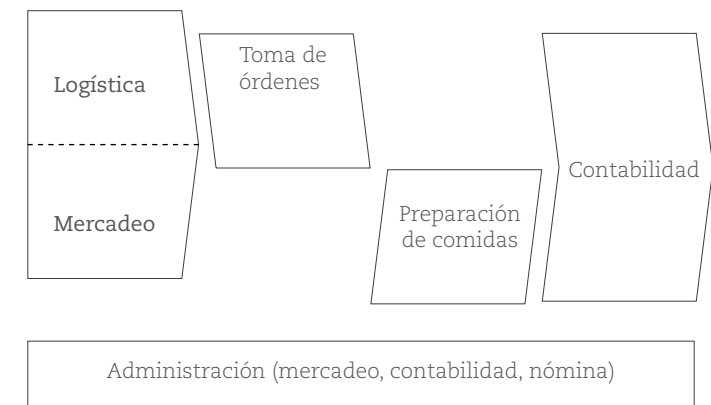 Logística
Toma de
órdenes
Mercadeo
Preparación
de comidas
Contabilidad
Administración (mercadeo, contabilidad, nómina)